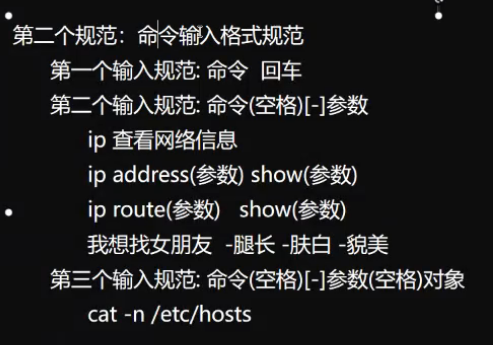 第二个规范：命令输入格式规范
第一个输入规范: 命令 回车
第二个输入规范: 命令(空格)[-]参数
ip 查看网络信息
ip address(参数) show(参数)
ip route(参数) show(参数)
我想找女朋友 -腿长 -肤白 -貌美
第三个输入规范: 命令(空格)[-]参数(空格)对象
cat -n /etc/hosts